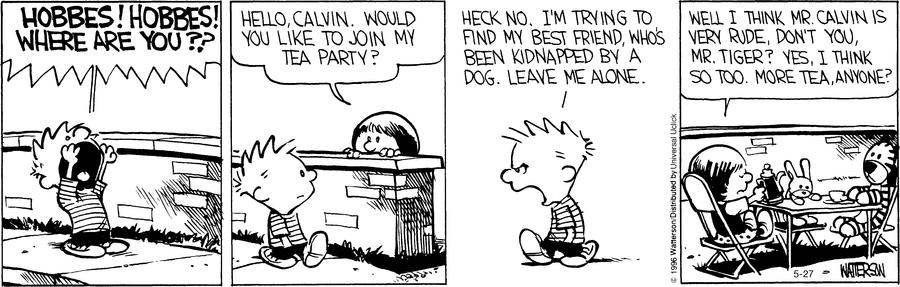 HOBBES! HOBBES!
WHERE ARE YOU??
HELLO, CALVIN. WOULD
YOU LIKE TO JOIN MY
TEA PARTY?
HECK NO. I'M TRYING TO
FIND MY BEST FRIEND, WHO'S
BEEN KIDNAPPED BY A
DOG. LEAVE ME ALONE.
© 1996 Watterson/Distributed by Universal Uclick
WELL I THINK MR. CALVIN IS
VERY RUDE, DON'T YOU,
MR. TIGER? YES, I THINK
SO TOO. MORE TEA, ANYONE?
5-27
WATTERSON